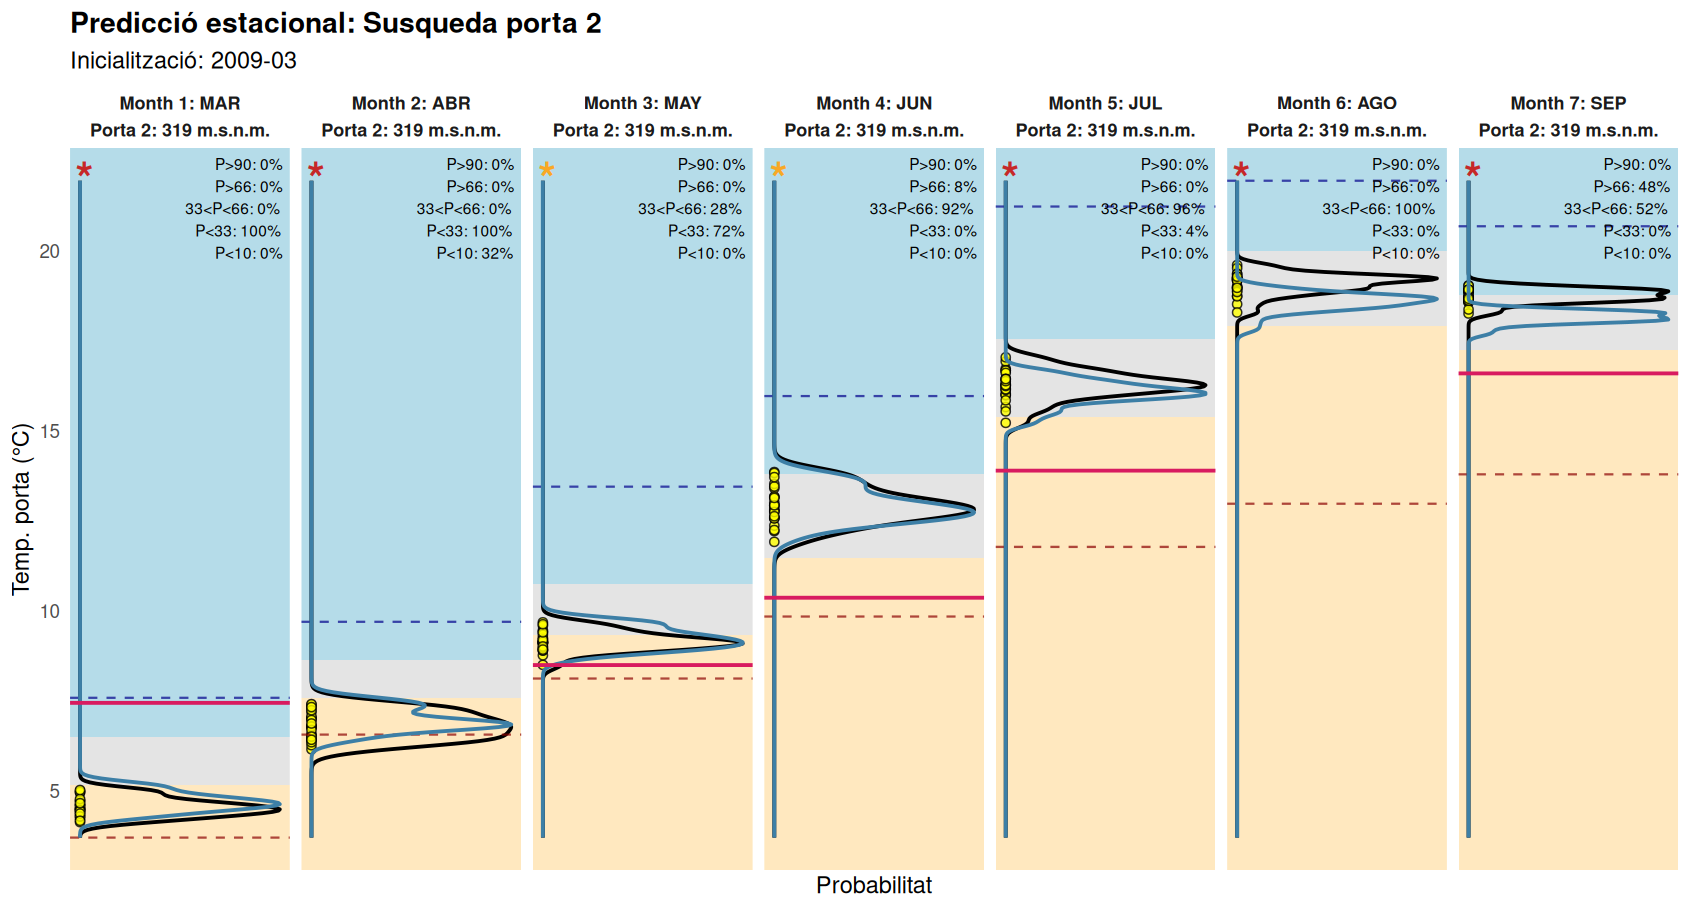 Predicció estacional: Susqueda porta 2
Inicialització: 2009-03
Month 1: MAR
Porta 2: 319 m.s.n.m.
Month 2: ABR
Porta 2: 319 m.s.n.m.
Month 3: MAY
Porta 2: 319 m.s.n.m.
Month 4: JUN
Porta 2: 319 m.s.n.m.
Month 5: JUL
Porta 2: 319 m.s.n.m.
Month 6: AGO
Porta 2: 319 m.s.n.m.
Month 7: SEP
Porta 2: 319 m.s.n.m.
*
P>90: 0%
P>66: 0%
33<P<66: 0%
P<33: 100%
P<10: 0%
*
P>90: 0%
P>66: 0%
33<P<66: 0%
P<33: 100%
P<10: 32%
*
P>90: 0%
P>66: 0%
33<P<66: 28%
P<33: 72%
P<10: 0%
*
P>90: 0%
P>66: 8%
33<P<66: 92%
P<33: 0%
P<10: 0%
*
P>90: 0%
P>66: 0%
33<P<66: 96%
P<33: 4%
P<10: 0%
*
P>90: 0%
P>66: 0%
33<P<66: 100%
P<33: 0%
P<10: 0%
*
P>90: 0%
P>66: 48%
33<P<66: 52%
P<33: 0%
P<10: 0%
20
15
10
5
Temp. porta (°C)
Probabilitat